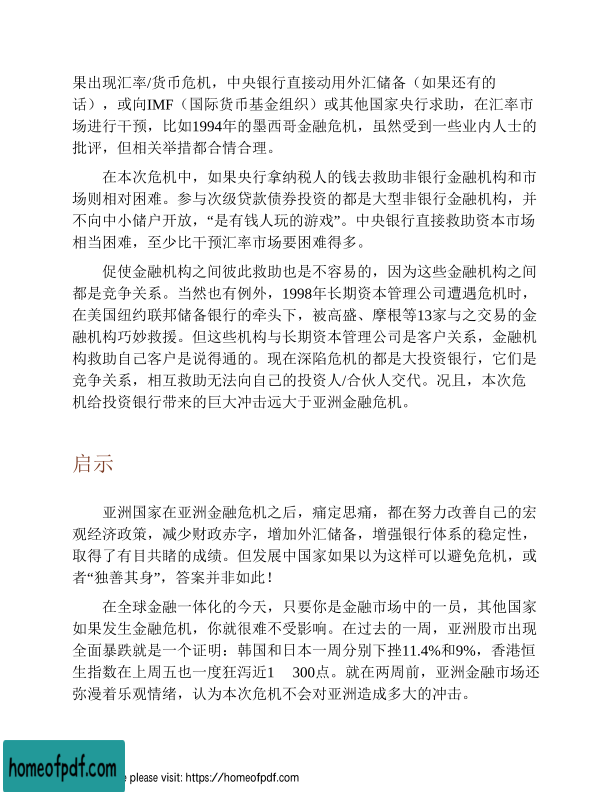 果出现汇率/货币危机，中央银行直接动用外汇储备（如果还有的
话），或向IMF（国际货币基金组织）或其他国家央行求助，在汇率市
场进行干预，比如1994年的墨西哥金融危机，虽然受到一些业内人士的
批评，但相关举措都合情合理。
在本次危机中，如果央行拿纳税人的钱去救助非银行金融机构和市
场则相对困难。参与次级贷款债券投资的都是大型非银行金融机构，并
不向中小储户开放，“是有钱人玩的游戏”。中央银行直接救助资本市场
相当困难，至少比干预汇率市场要困难得多。
促使金融机构之间彼此救助也是不容易的，因为这些金融机构之间
都是竞争关系。当然也有例外，1998年长期资本管理公司遭遇危机时，
在美国纽约联邦储备银行的牵头下，被高盛、摩根等13家与之交易的金
融机构巧妙救援。但这些机构与长期资本管理公司是客户关系，金融机
构救助自己客户是说得通的。现在深陷危机的都是大投资银行，它们是
竞争关系，相互救助无法向自己的投资人/合伙人交代。况且，本次危
机给投资银行带来的巨大冲击远大于亚洲金融危机。
启示
亚洲国家在亚洲金融危机之后，痛定思痛，都在努力改善自己的宏
观经济政策，减少财政赤字，增加外汇储备，增强银行体系的稳定性，
取得了有目共睹的成绩。但发展中国家如果以为这样可以避免危机，或
者“独善其身”，答案并非如此！
在全球金融一体化的今天，只要你是金融市场中的一员，其他国家
如果发生金融危机，你就很难不受影响。在过去的一周，亚洲股市出现
全面暴跌就是一个证明：韩国和日本一周分别下挫11.4%和9%，香港恒
生指数在上周五也一度狂泻近1 300点。就在两周前，亚洲金融市场还
弥漫着乐观情绪，认为本次危机不会对亚洲造成多大的冲击。
homeofpdf.com
e please visit: https://homeofpdf.com